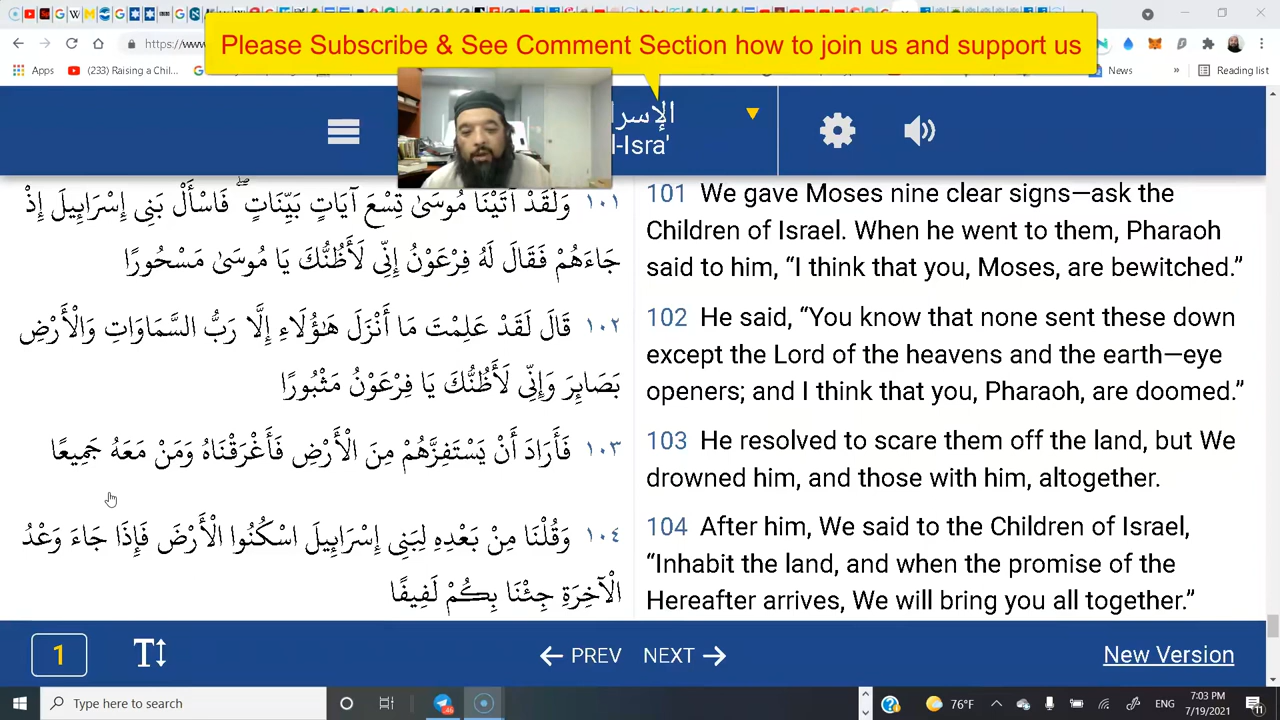 Please Subscribe & See Comment Section how to join us and support us
https://www.
Apps
(233) Raising a Chil...
News
»
Reading list
الإسرا
l-Isra'
١٠١ وَلَقَدْ آتَيْنَا مُوسَىٰ تِسْعَ آيَاتٍ بَيِّنَاتٍ ۖ فَاسْأَلْ بَنِي إِسْرَائِيلَ إِذْ
جَاءَهُمْ فَقَالَ لَهُ فِرْعَوْنُ إِنِّي لَأَظُنُّكَ يَا مُوسَىٰ مَسْحُورًا
١٠٢ قَالَ لَقَدْ عَلِمْتَ مَا أَنْزَلَ هَٰؤُلَاءِ إِلَّا رَبُّ السَّمَاوَاتِ وَالْأَرْضِ
بَصَائِرَ وَإِنِّي لَأَظُنُّكَ يَا فِرْعَوْنُ مَثْبُورًا
١٠٣ فَأَرَادَ أَنْ يَسْتَفِزَّهُمْ مِنَ الْأَرْضِ فَأَغْرَقْنَاهُ وَمَنْ مَعَهُ جَمِيعًا
١٠٤ وَقُلْنَا مِنْ بَعْدِهِ لِبَنِي إِسْرَائِيلَ اسْكُنُوا الْأَرْضَ فَإِذَا جَاءَ وَعْدُ
الْآخِرَةِ جِئْنَا بِكُمْ لَفِيفًا
101 We gave Moses nine clear signs—ask the
Children of Israel. When he went to them, Pharaoh
said to him, “I think that you, Moses, are bewitched.”
102 He said, “You know that none sent these down
except the Lord of the heavens and the earth—eye
openers; and I think that you, Pharaoh, are doomed.”
103 He resolved to scare them off the land, but We
drowned him, and those with him, altogether.
104 After him, We said to the Children of Israel,
“Inhabit the land, and when the promise of the
Hereafter arrives, We will bring you all together.”
1
PREV
NEXT
New Version
Type here to search
76°F
ENG
7:03 PM
7/19/2021